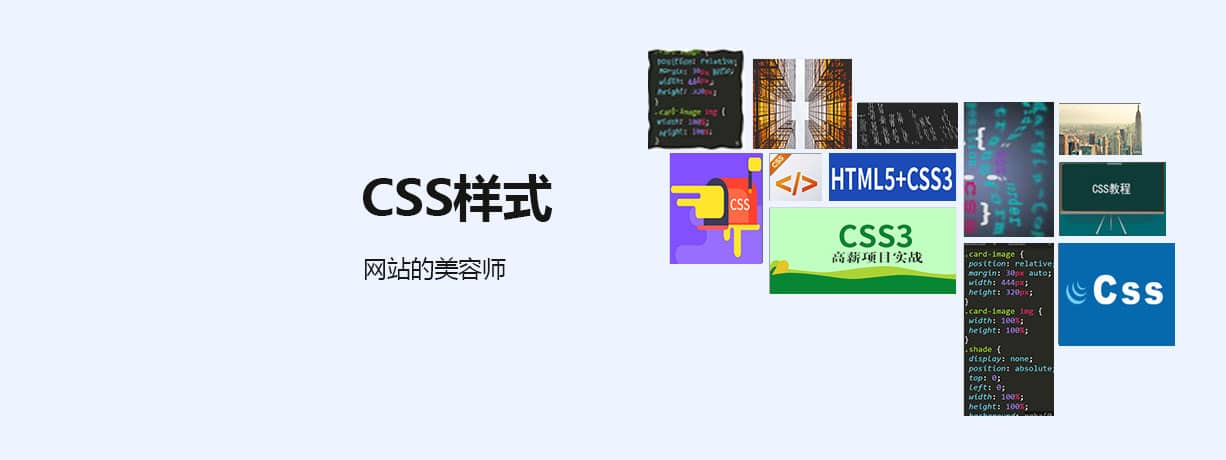 CSS样式
网站的美容师
position: relative;
margin: 30px
width: 444px;
height: 320px;
}
.card-image img {
width: 100%;
height: 100%;
}
CSS
CSS
</>
HTML5+CSS3
CSS3
高薪项目实战
CSS教程
.card-image {
position: relative
margin: 30px auto;
width: 444px;
height: 320px;
}
.card-image img {
width: 100%;
height: 100%;
}
.shade {
display: none;
position: absolute;
top: 0;
left: 0;
width: 100%;
height: 100%;
Css